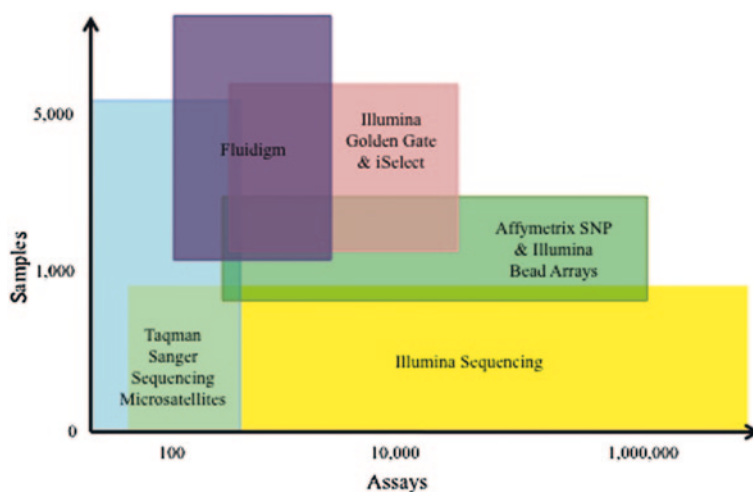 Samples
5,000
1,000
0
Fluidigm
Illumina
Golden Gate
& iSelect
Affymetrix SNP
& Illumina
Bead Arrays
Taqman
Sanger
Sequencing
Microsatellites
Illumina Sequencing
100
10,000
1,000,000
Assays